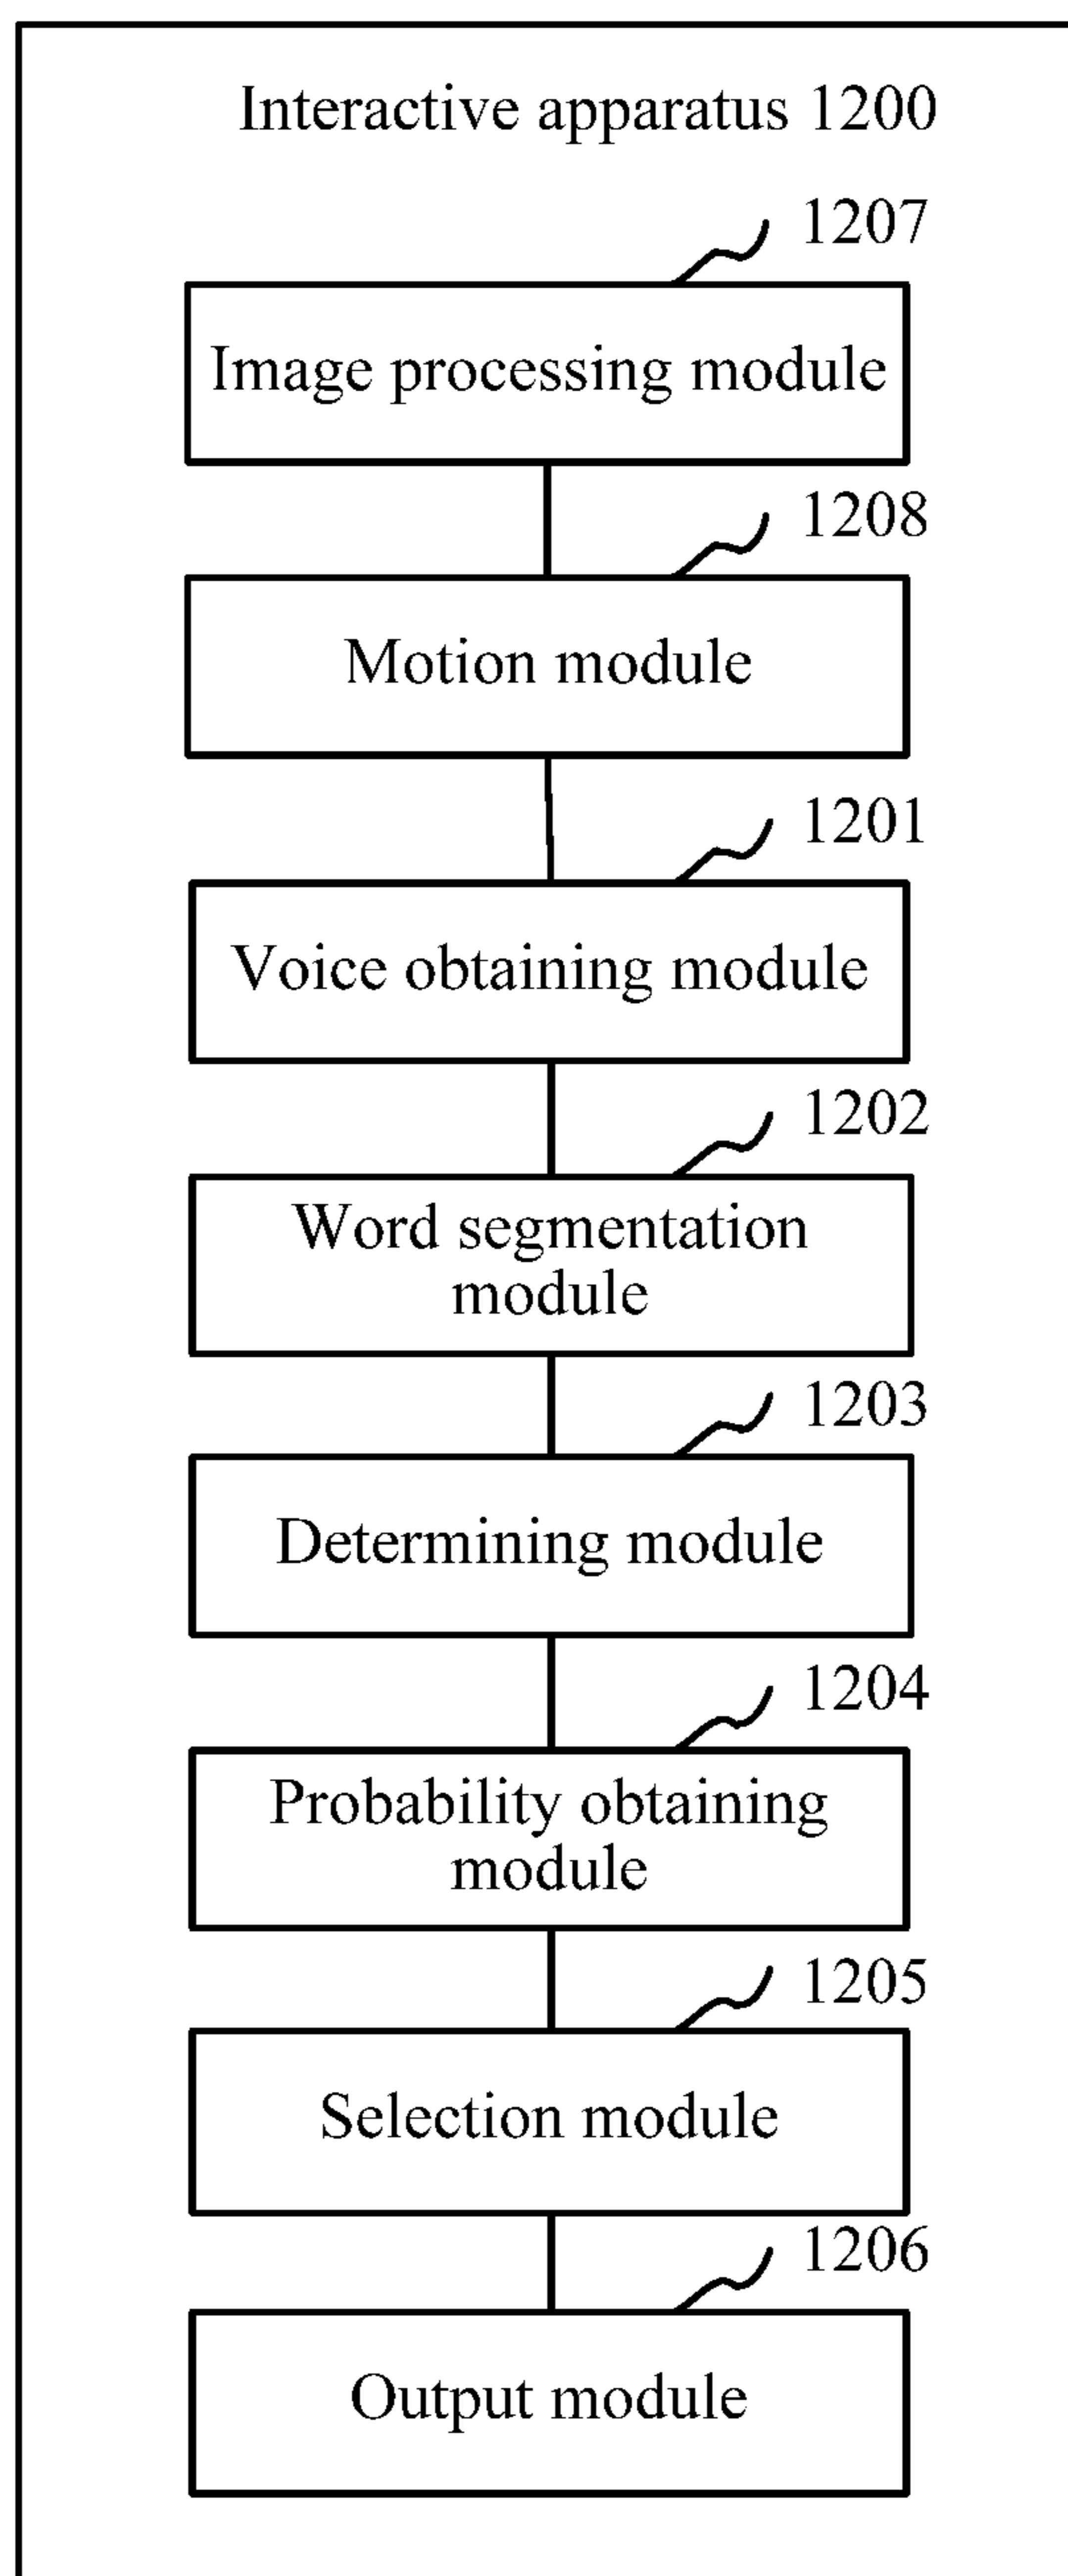 Interactive apparatus 1200
1207
Image processing module
1208
Motion module
1201
Voice obtaining module
1202
Word segmentation
module
1203
Determining module
1204
Probability obtaining
module
1205
Selection module
1206
Output module